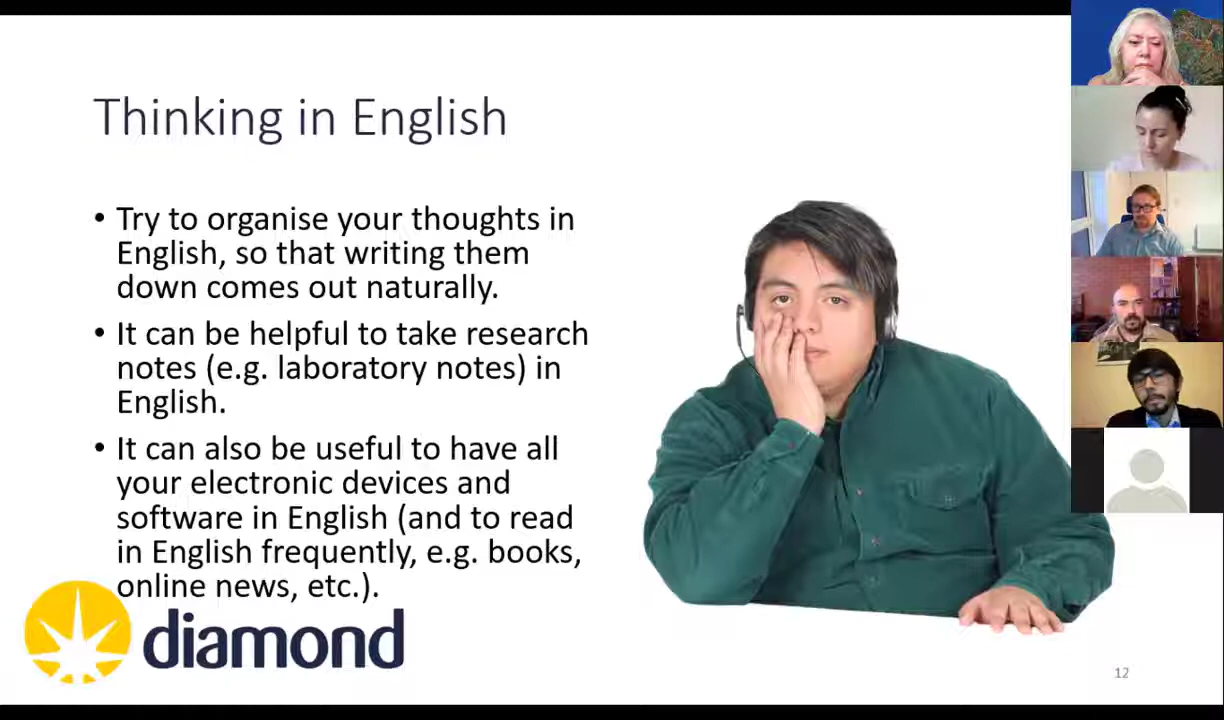 Thinking in English
• Try to organise your thoughts in
English, so that writing them
down comes out naturally.
• It can be helpful to take research
notes (e.g. laboratory notes) in
English.
• It can also be useful to have all
your electronic devices and
software in English (and to read
in English frequently, e.g. books,
online news, etc.).
diamond
12